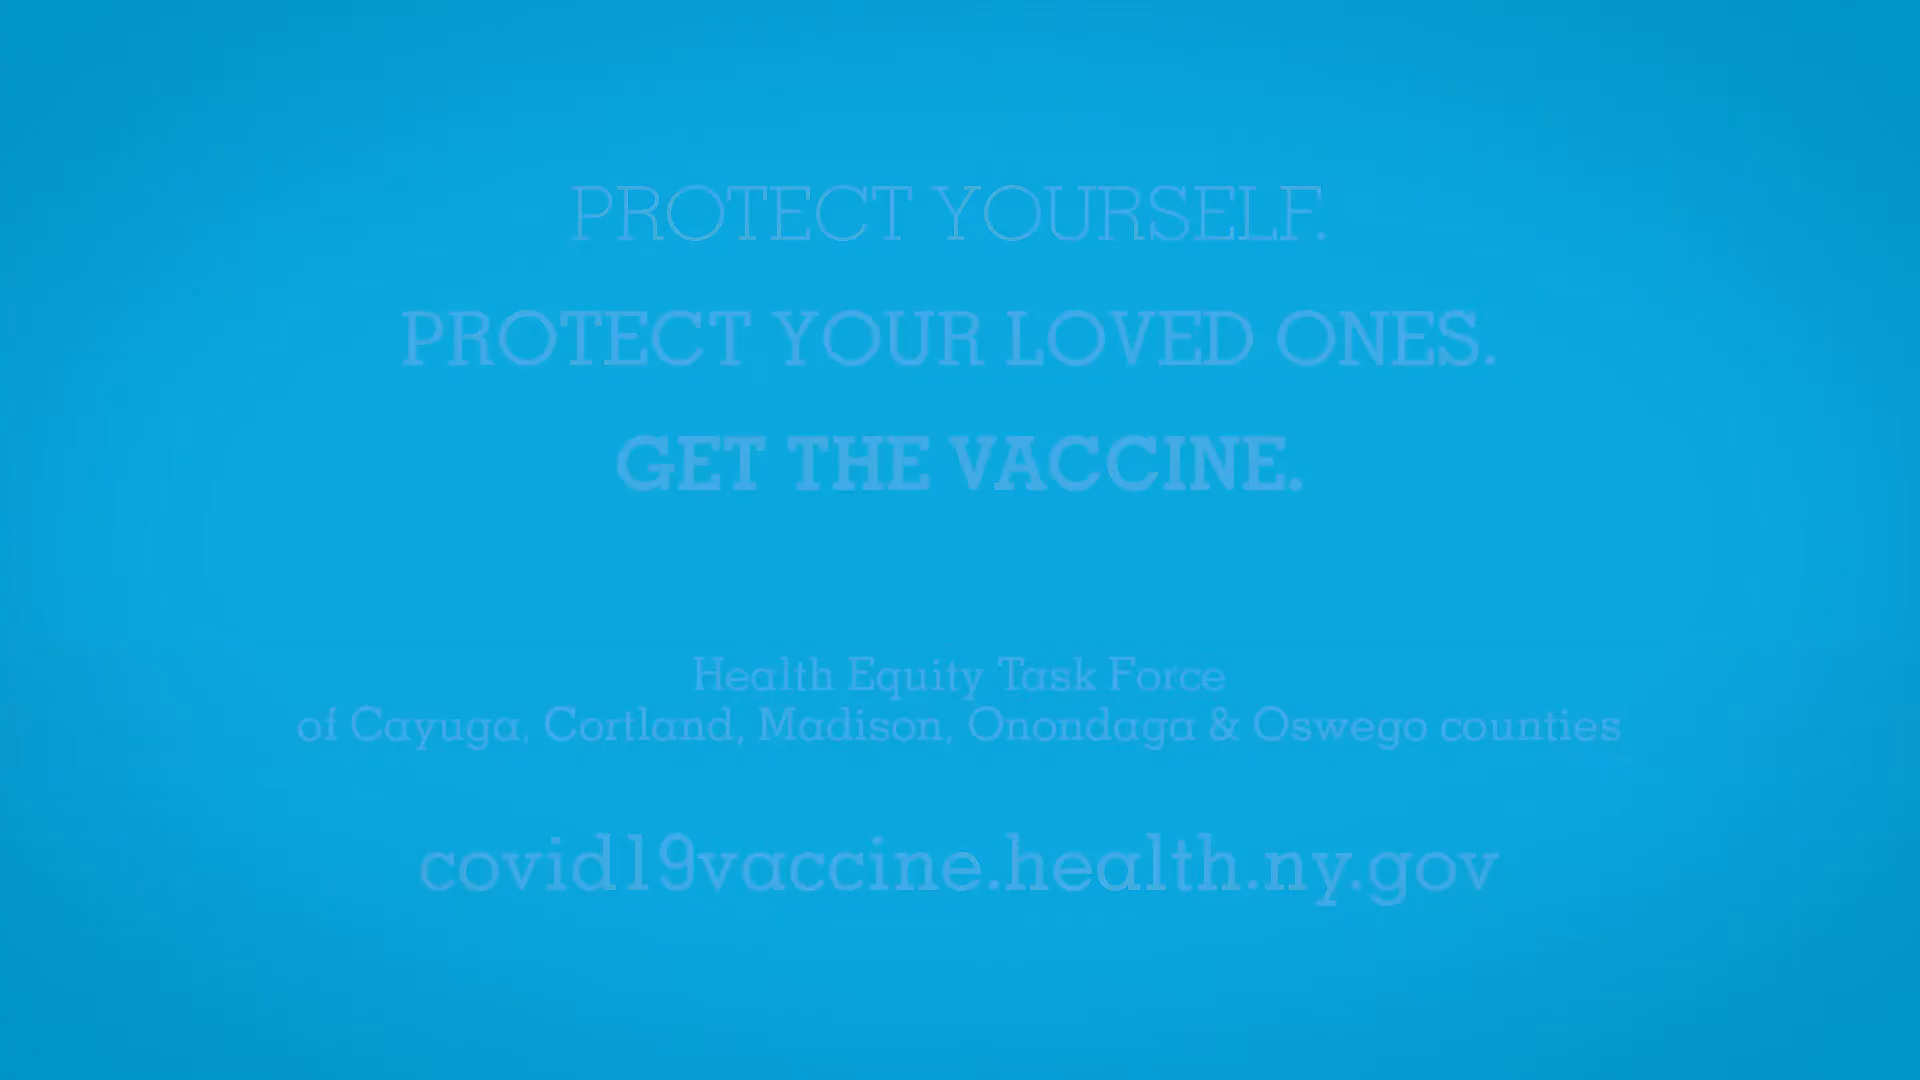 PROTECT YOURSELF.
PROTECT YOUR LOVED ONES.
GET THE VACCINE.
Health Equity Task Force
of Cayuga, Cortland, Madison, Onondaga & Oswego counties
covid19vaccine.health.ny.gov